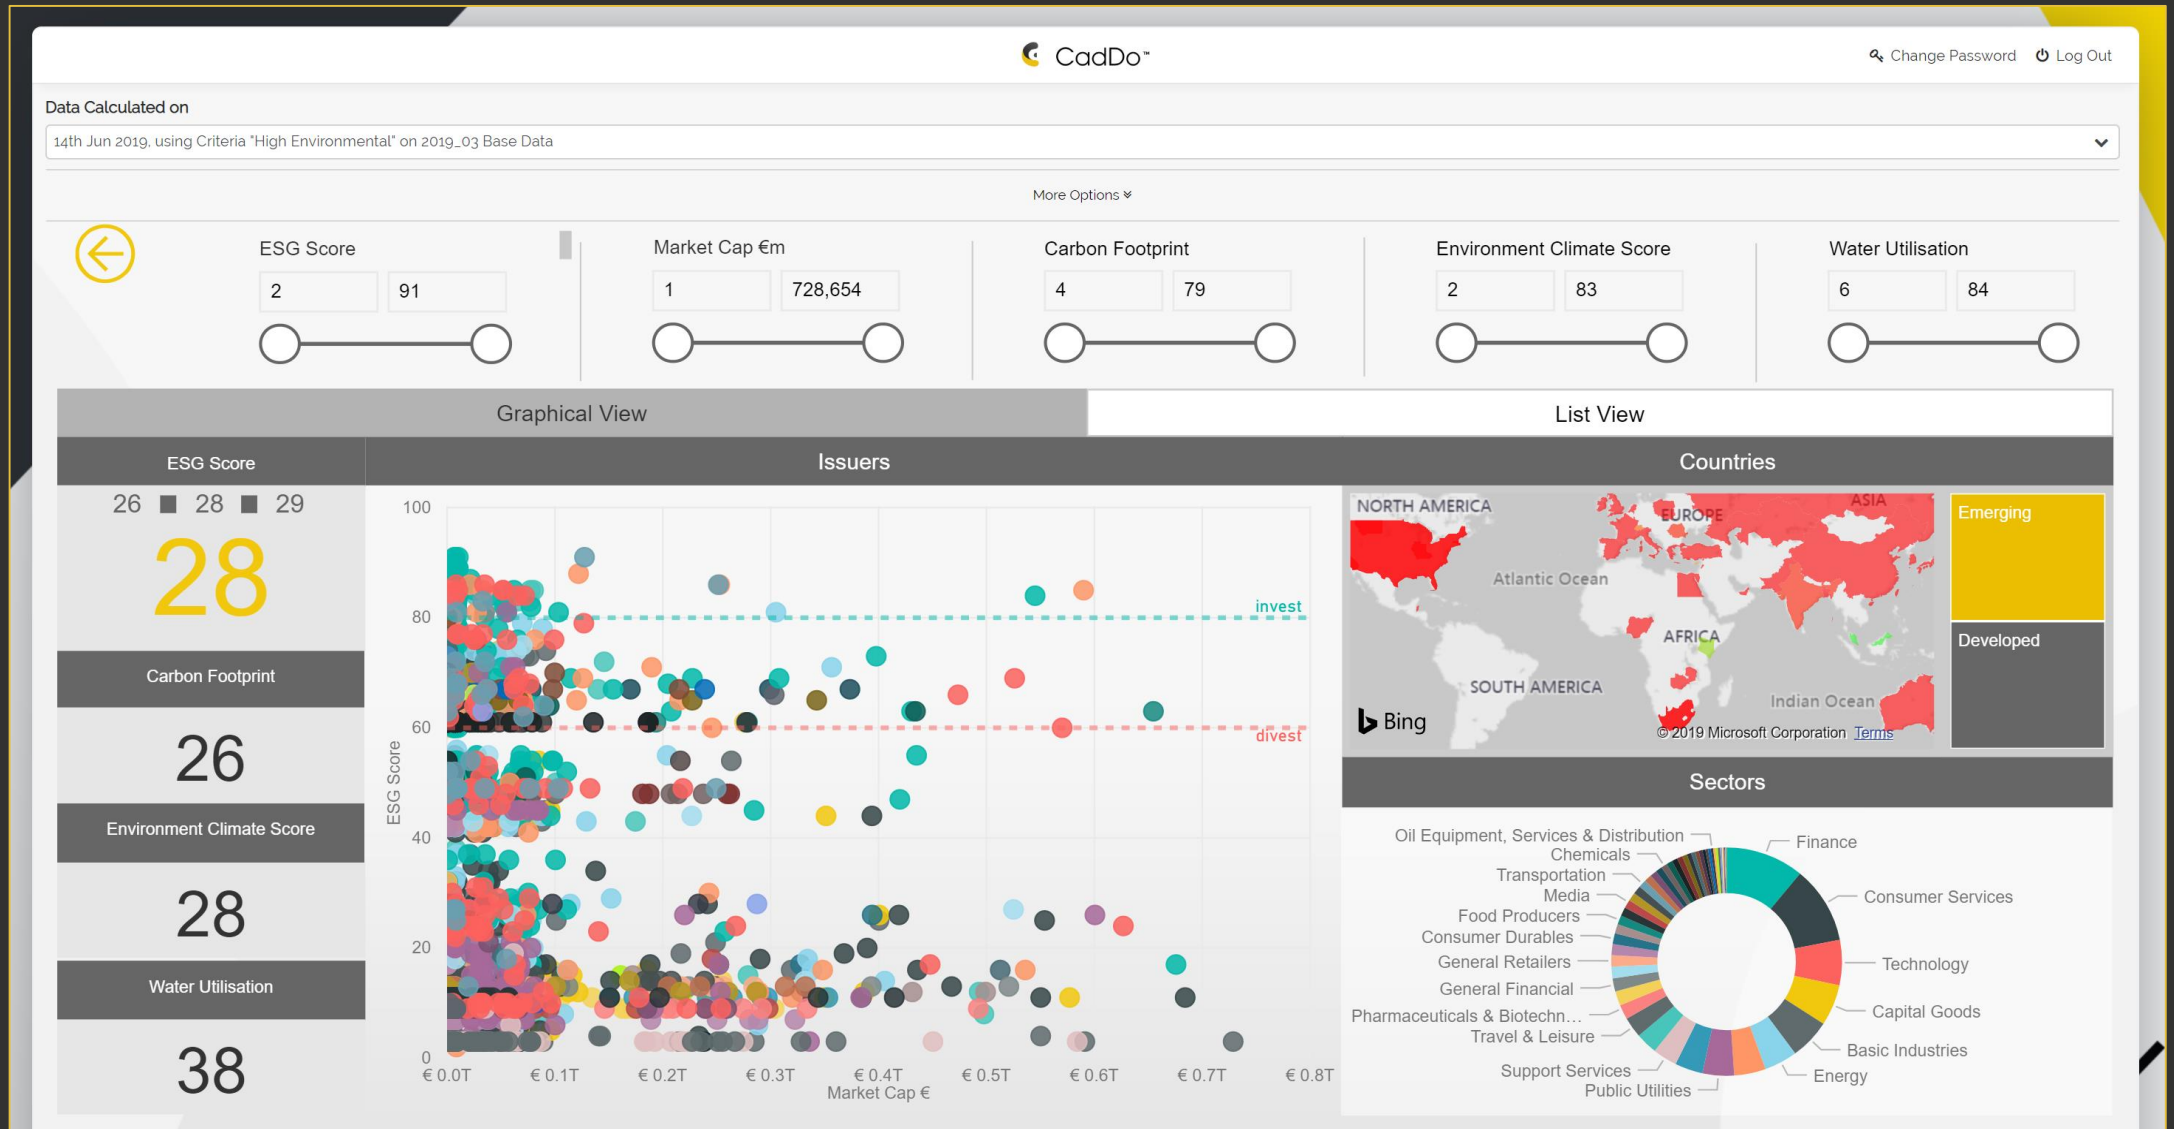 CadDo™
Change Password
Log Out
Data Calculated on
14th Jun 2019, using Criteria "High Environmental" on 2019_03 Base Data
More Options
ESG Score
2
91
Market Cap €m
1
728,654
Carbon Footprint
4
79
Environment Climate Score
2
83
Water Utilisation
6
84
Graphical View
List View
ESG Score
26
28
29
28
Carbon Footprint
26
Environment Climate Score
28
Water Utilisation
38
Issuers
100
80
60
40
20
0
ESG Score
invest
divest
€ 0.0T
€ 0.1T
€ 0.2T
€ 0.3T
€ 0.4T
€ 0.5T
€ 0.6T
€ 0.7T
€ 0.8T
Market Cap €
Countries
NORTH AMERICA
EUROPE
ASIA
Atlantic Ocean
AFRICA
SOUTH AMERICA
Indian Ocean
Bing
© 2019 Microsoft Corporation Terms
Emerging
Developed
Sectors
Oil Equipment, Services & Distribution
Chemicals
Transportation
Media
Food Producers
Consumer Durables
General Retailers
General Financial
Pharmaceuticals & Biotechn...
Travel & Leisure
Support Services
Public Utilities
Finance
Consumer Services
Technology
Capital Goods
Basic Industries
Energy